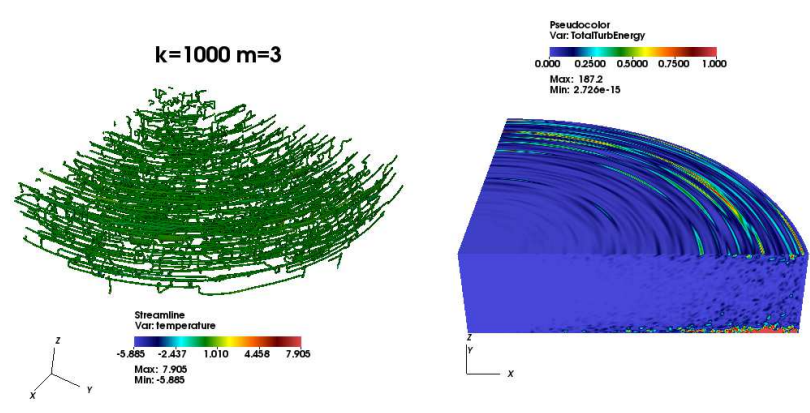 k=1000 m=3
Streamline
Var: temperature
-5.885 -2.437 1.010 4.458 7.905
Max: 7.905
Min: -5.885
Z
X
Y
Pseudocolor
Var: TotalTurbEnergy
0.000 0.2500 0.5000 0.7500 1.000
Max: 187.2
Min: 2.726e-15
Z
Y
X